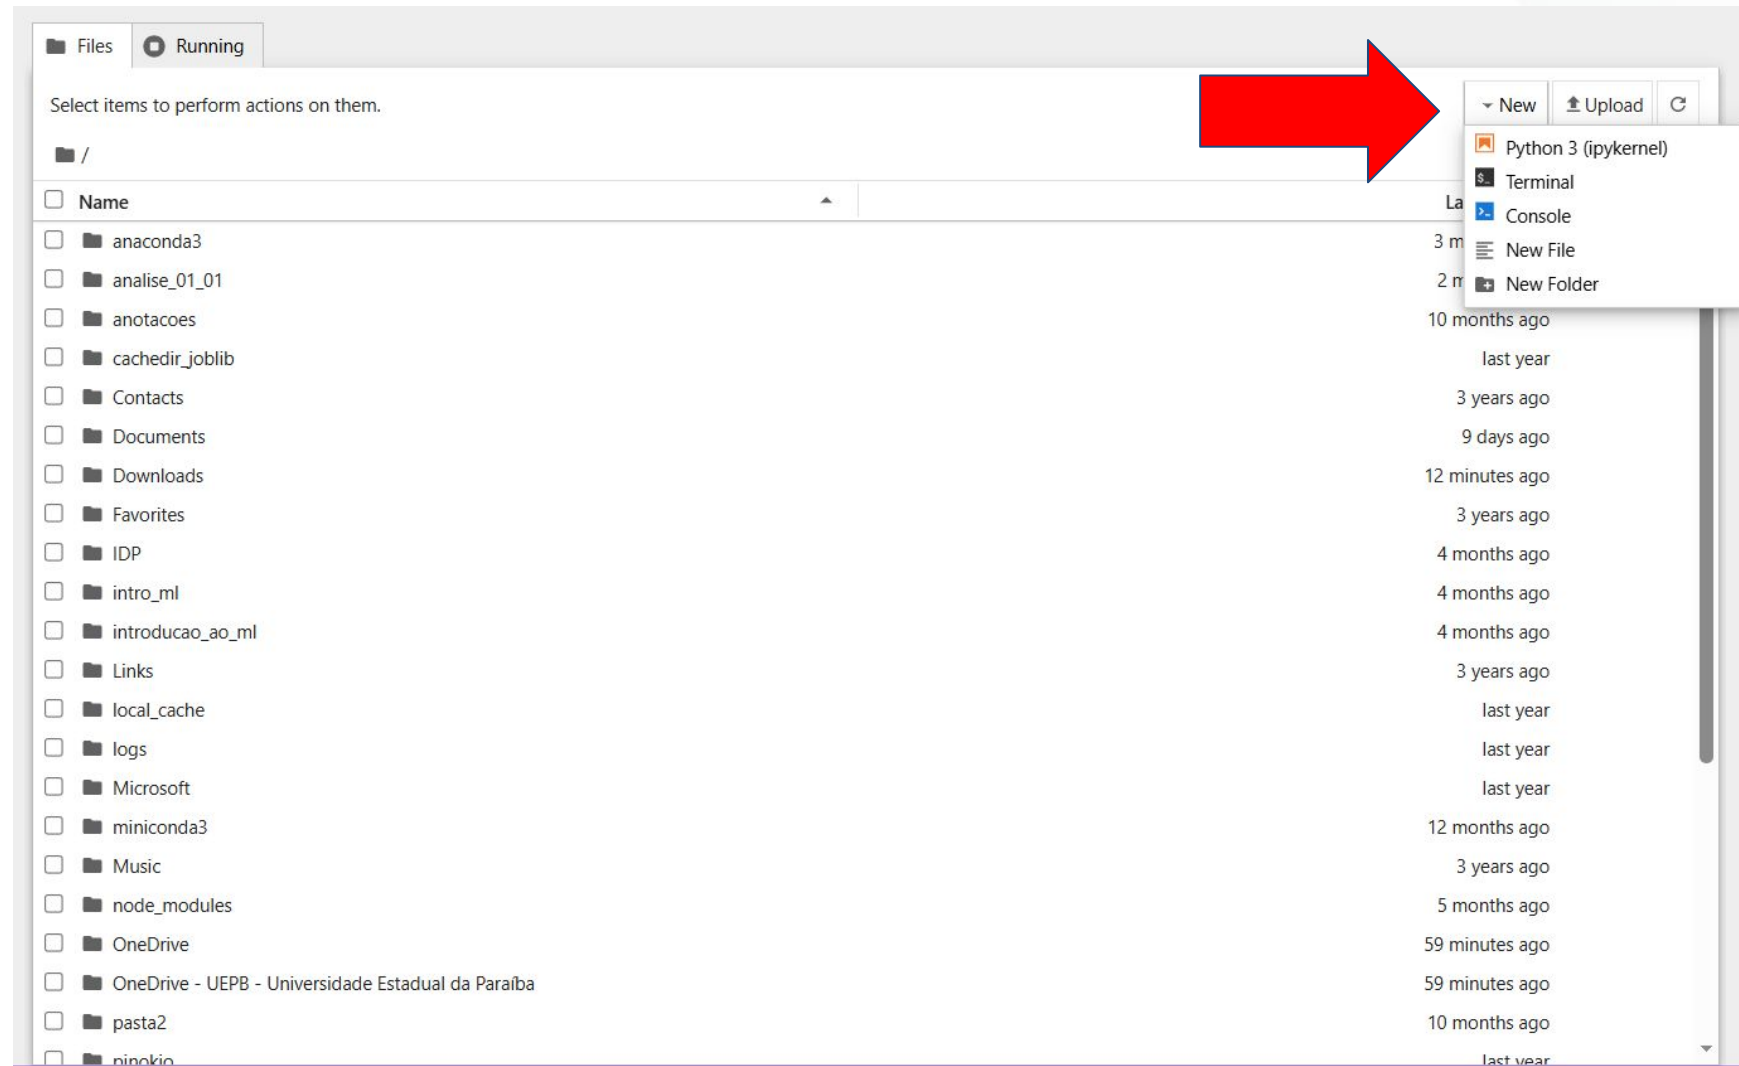 Files
Running
Select items to perform actions on them.
New
Upload
/
Python 3 (ipykernel)
Terminal
Console
New File
New Folder
Name
La
anaconda3
3 m
analise_01_01
2 m
anotacoes
10 months ago
cachedir_joblib
last year
Contacts
3 years ago
Documents
9 days ago
Downloads
12 minutes ago
Favorites
3 years ago
IDP
4 months ago
intro_ml
4 months ago
introducao_ao_ml
4 months ago
Links
3 years ago
local_cache
last year
logs
last year
Microsoft
last year
miniconda3
12 months ago
Music
3 years ago
node_modules
5 months ago
OneDrive
59 minutes ago
OneDrive - UEPB - Universidade Estadual da Paraíba
59 minutes ago
pasta2
10 months ago
pinokio
last year